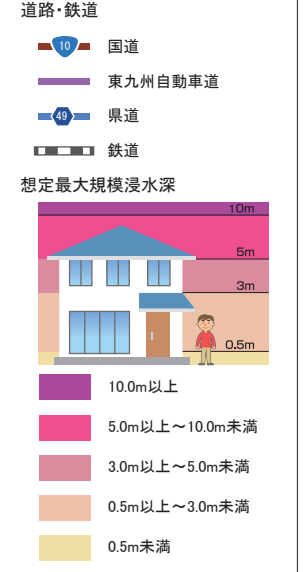 道路・鉄道
10 国道
東九州自動車道
49 県道
鉄道
想定最大規模浸水深
10m
5m
3m
0.5m
10.0m以上
5.0m以上～10.0m未満
3.0m以上～5.0m未満
0.5m以上～3.0m未満
0.5m未満